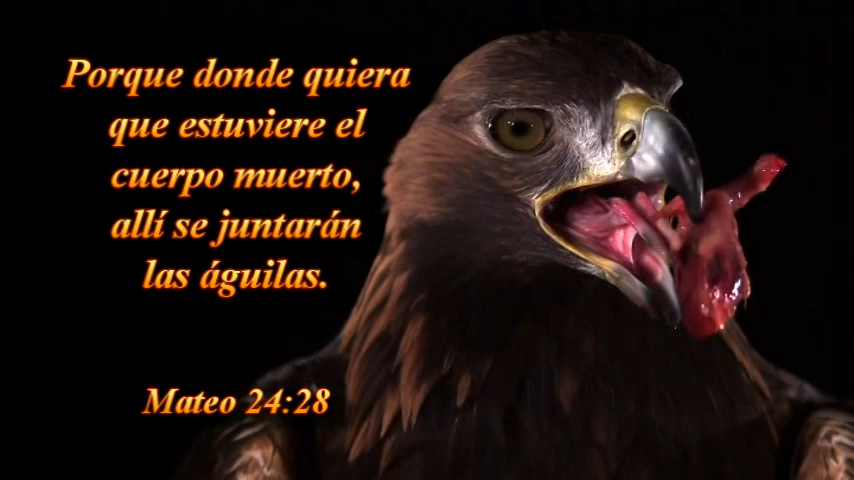 Porque donde quiera
que estuviere el
cuerpo muerto,
allí se juntarán
las águilas.
Mateo 24:28